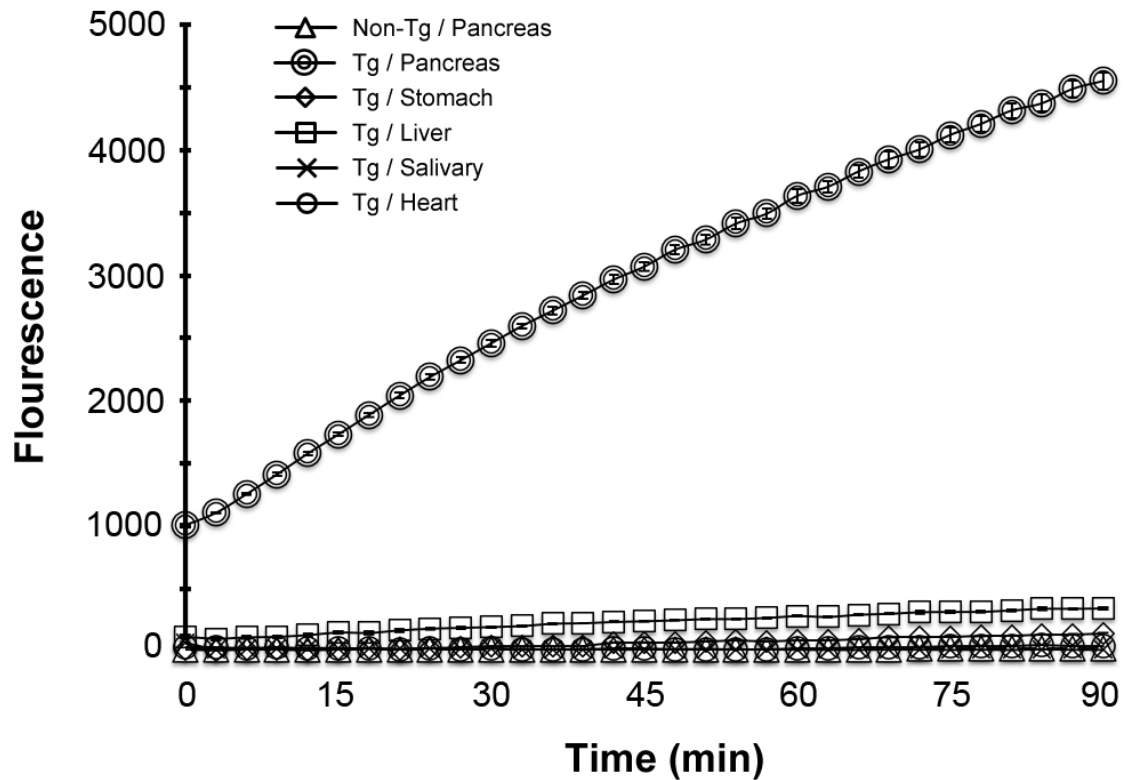 5000
4000
3000
2000
1000
0
Flourescence
Non-Tg / Pancreas
Tg / Pancreas
Tg / Stomach
Tg / Liver
Tg / Salivary
Tg / Heart
0 15 30 45 60 75 90
Time (min)